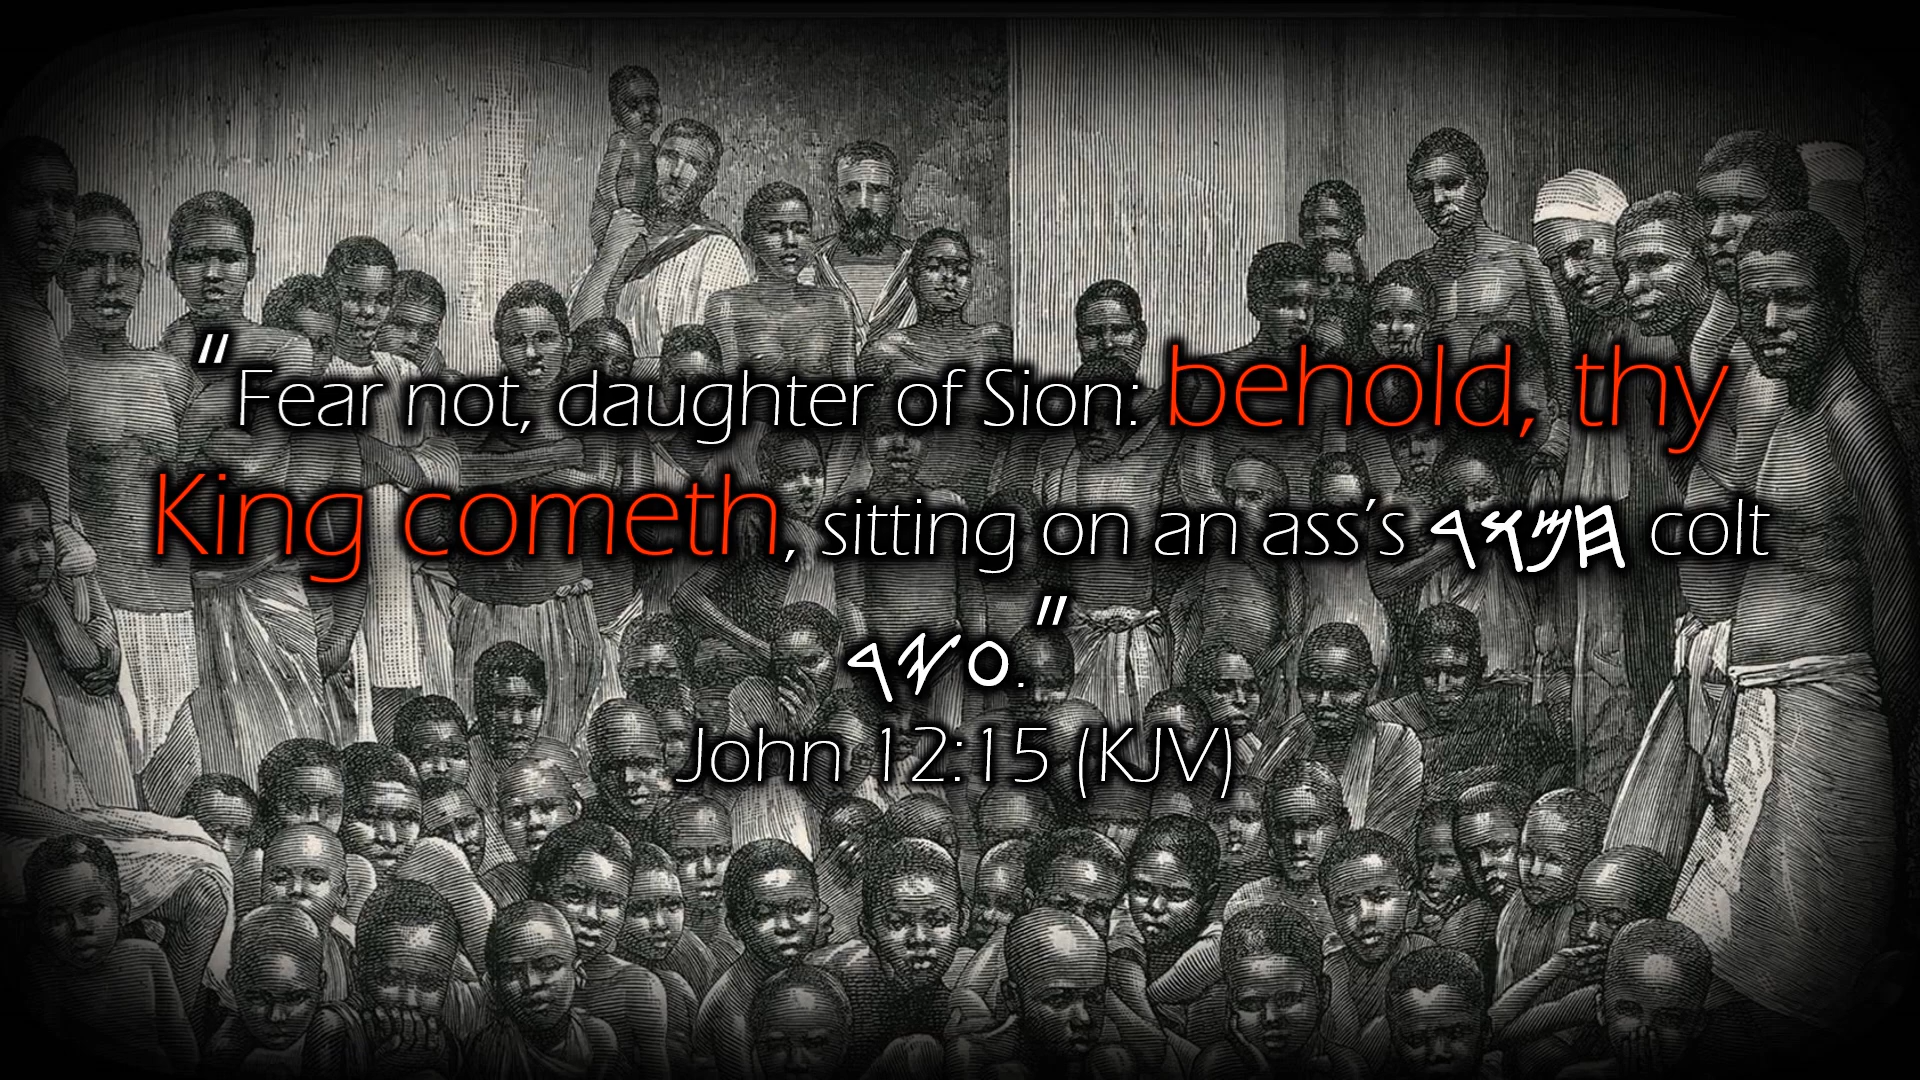 "Fear not, daughter of Sion: behold, thy
King cometh, sitting on an ass's 𐤇𐤌𐤅𐤓 colt
𐤏𐤉𐤓."
John 12:15 (KJV)